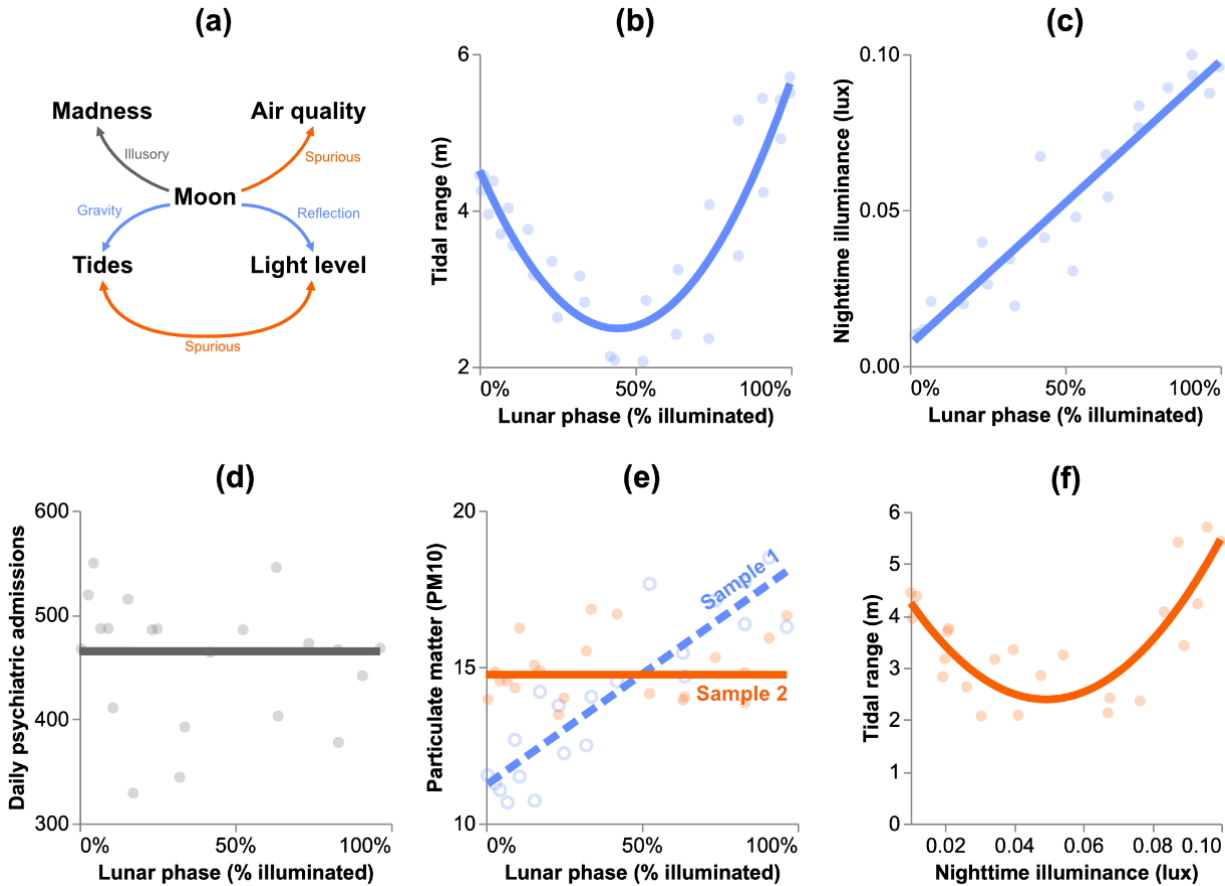 (a)
Madness
Air quality
Illusory
Spurious
Moon
Gravity
Reflection
Tides
Light level
Spurious
(b)
Tidal range (m)
6
4
2
0%
50%
100%
Lunar phase (% illuminated)
(c)
Nighttime illuminance (lux)
0.10
0.05
0.00
0%
50%
100%
Lunar phase (% illuminated)
(d)
Daily psychiatric admissions
600
500
400
300
0%
50%
100%
Lunar phase (% illuminated)
(e)
Particulate matter (PM10)
20
15
10
Sample 1
Sample 2
0%
50%
100%
Lunar phase (% illuminated)
(f)
Tidal range (m)
6
5
4
3
2
1
0
0.02
0.04
0.06
0.08
0.10
Nighttime illuminance (lux)